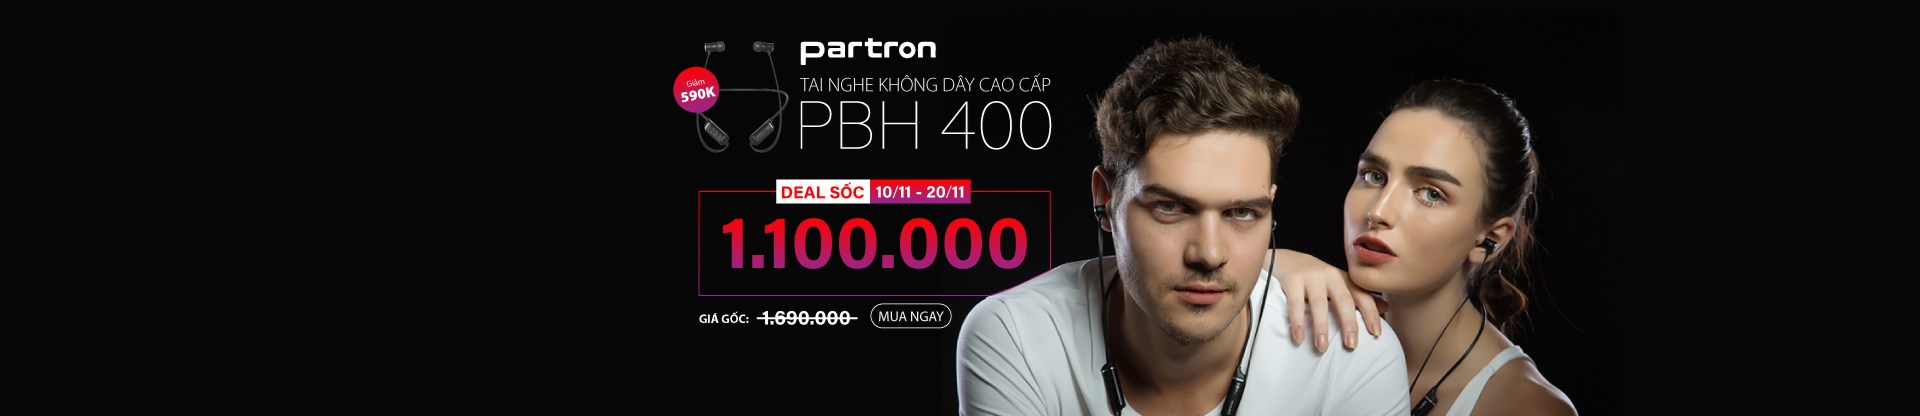 partron
TAI NGHE KHÔNG DÂY CAO CẤP
PBH 400
Giảm
590K
DEAL SỐC 10/11 - 20/11
1.100.000
GIÁ GỐC: 1.690.000 MUA NGAY